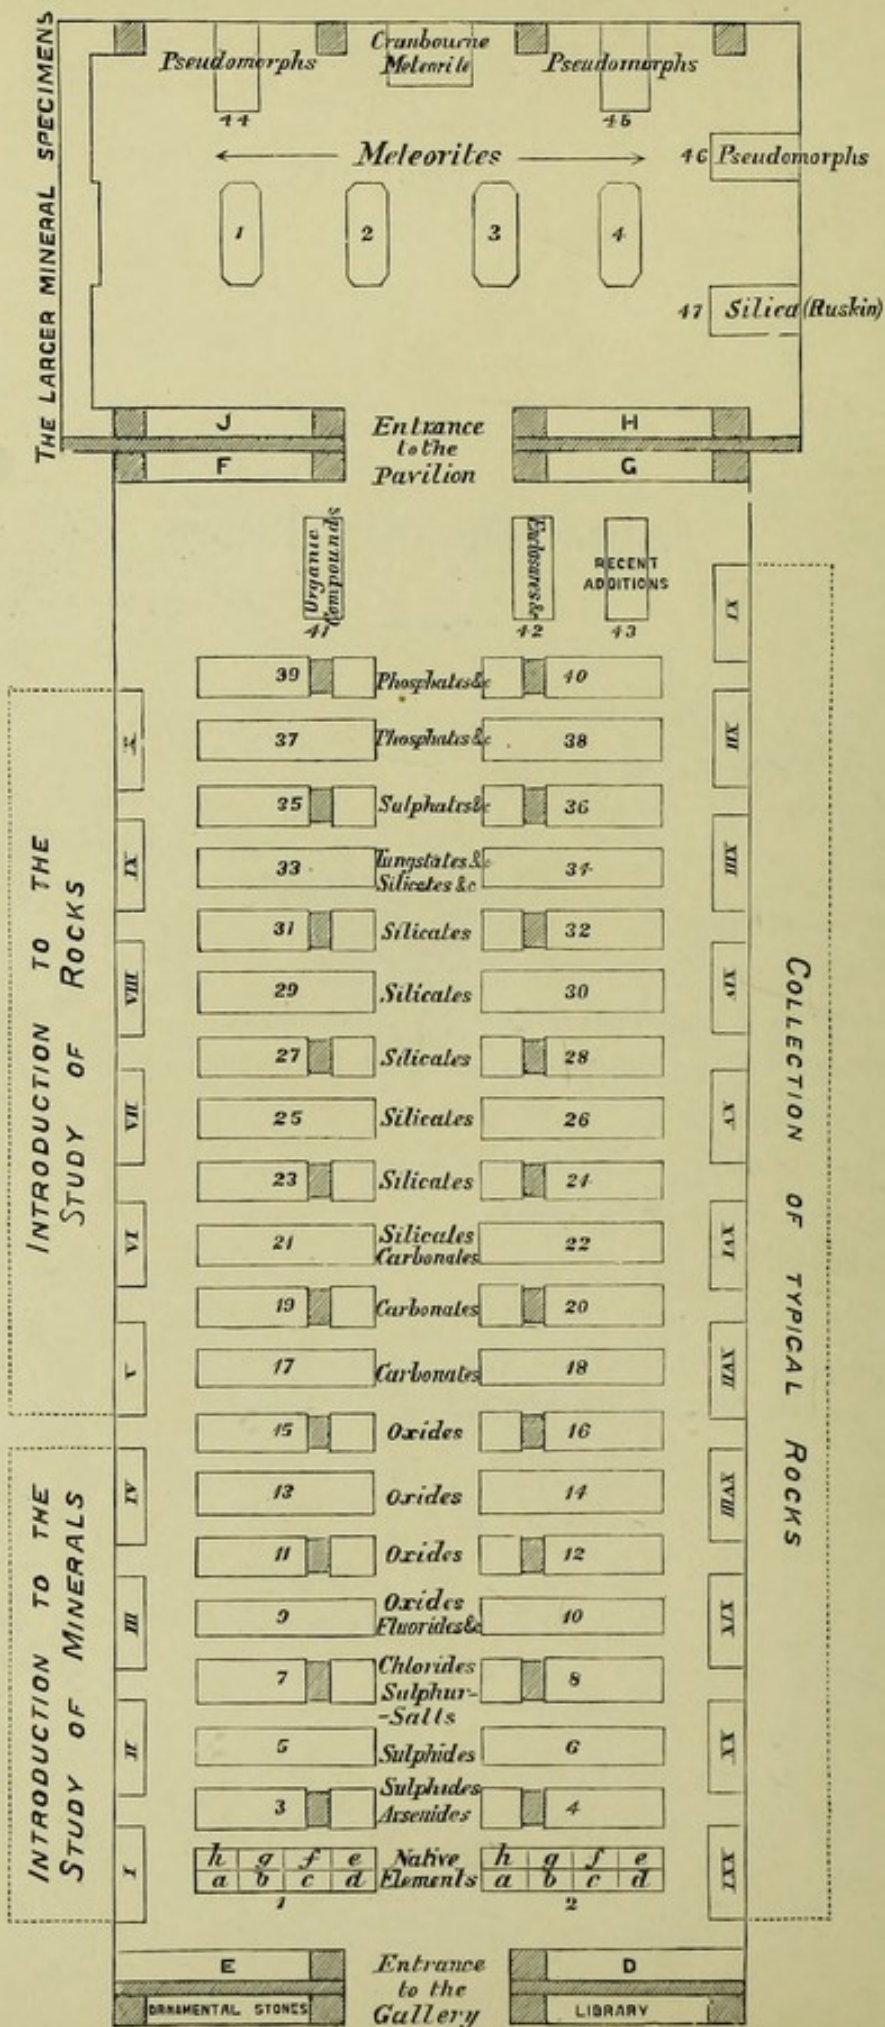 THE LARGER MINERAL SPECIMENS
Pseudomorphs
Cranbourne
Meteorite
Pseudomorphs
44
45
← Meteorites →
46 Pseudomorphs
1 2 3 4
47 Silica (Ruskin)
J
Entrance
to the
Pavilion
H
F
G
Organic
Compounds
41
Enclosures &c
42
RECENT
ADDITIONS
43
XI
39 Phosphates &c 40
X
37 Phosphates &c 38
XII
35 Sulphates &c 36
INTRODUCTION TO THE
STUDY OF ROCKS
IX
33 Tungstates &c
Silicates &c 34
XIII
31 Silicates 32
VIII
29 Silicates 30
XIV
27 Silicates 28
VII
25 Silicates 26
XV
COLLECTION OF TYPICAL ROCKS
23 Silicates 24
VI
21 Silicates
Carbonates 22
XVI
19 Carbonates 20
V
17 Carbonates 18
XVII
15 Oxides 16
INTRODUCTION TO THE
STUDY OF MINERALS
IV
13 Oxides 14
XVIII
11 Oxides 12
III
9 Oxides
Fluorides &c 10
XIX
7 Chlorides
Sulphur-
-Salts 8
II
5 Sulphides 6
XX
3 Sulphides
Arsenides 4
I
h g f e Native h g f e
a b c d Elements a b c d
1 2
XXI
E
Entrance
to the
Gallery
D
ORNAMENTAL STONES
LIBRARY